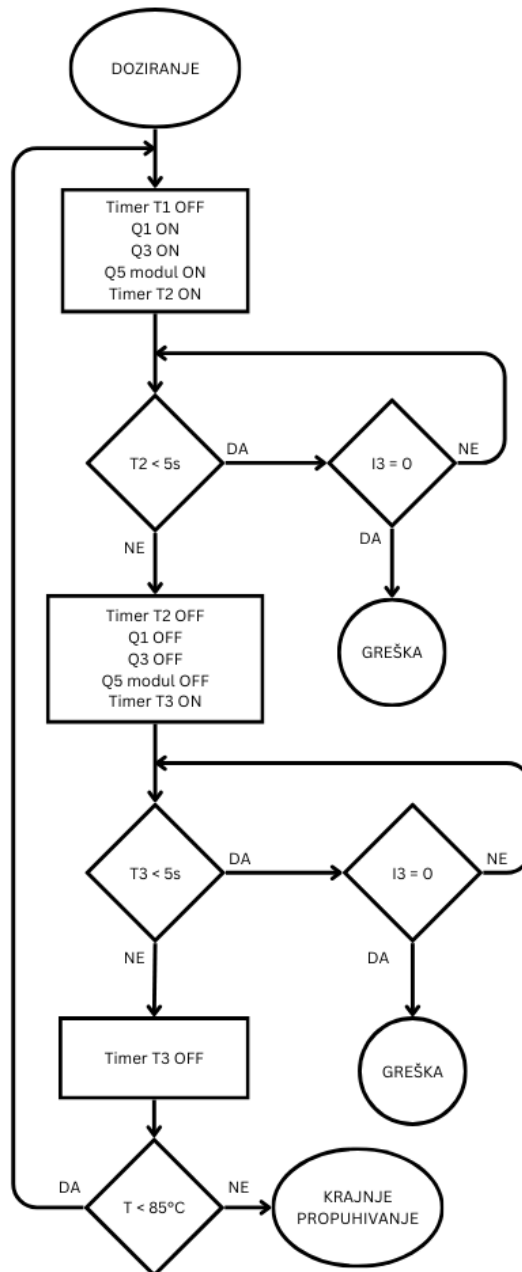 DOZIRANJE
Timer T1 OFF
Q1 ON
Q3 ON
Q5 modul ON
Timer T2 ON
T2 < 5s
DA
I3 = 0
NE
DA
NE
GREŠKA
Timer T2 OFF
Q1 OFF
Q3 OFF
Q5 modul OFF
Timer T3 ON
T3 < 5s
DA
I3 = 0
NE
NE
DA
Timer T3 OFF
GREŠKA
DA
T < 85°C
NE
KRAJNJE
PROPUHIVANJE